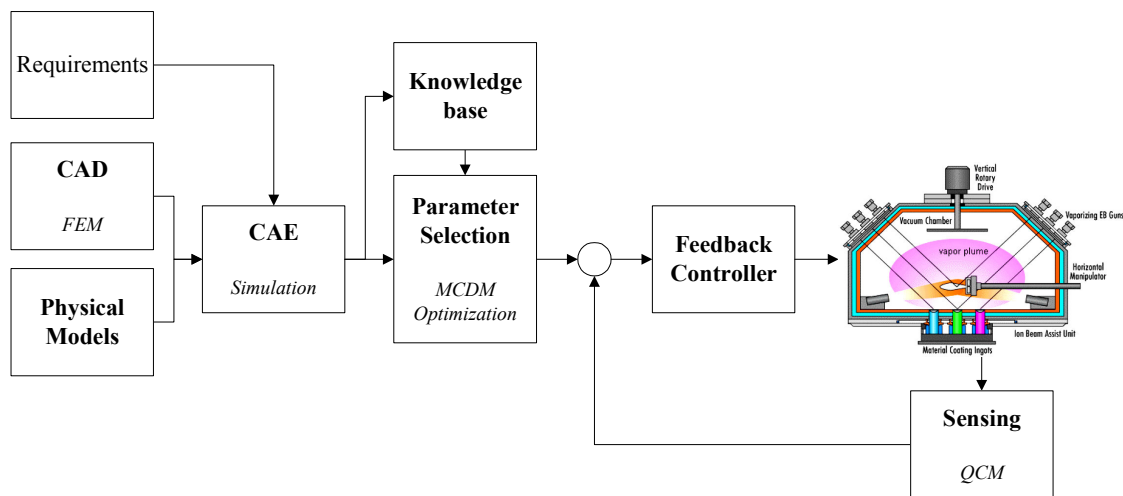 Requirements
CAD
FEM
Physical
Models
CAE
Simulation
Knowledge
base
Parameter
Selection
MCDM
Optimization
Feedback
Controller
Vertical
Rotary
Drive
Vacuum Chamber
Vaporizing EB Guns
vapor plume
Horizontal
Manipulator
Ion Beam Assist Unit
Material Coating Ingots
Sensing
QCM